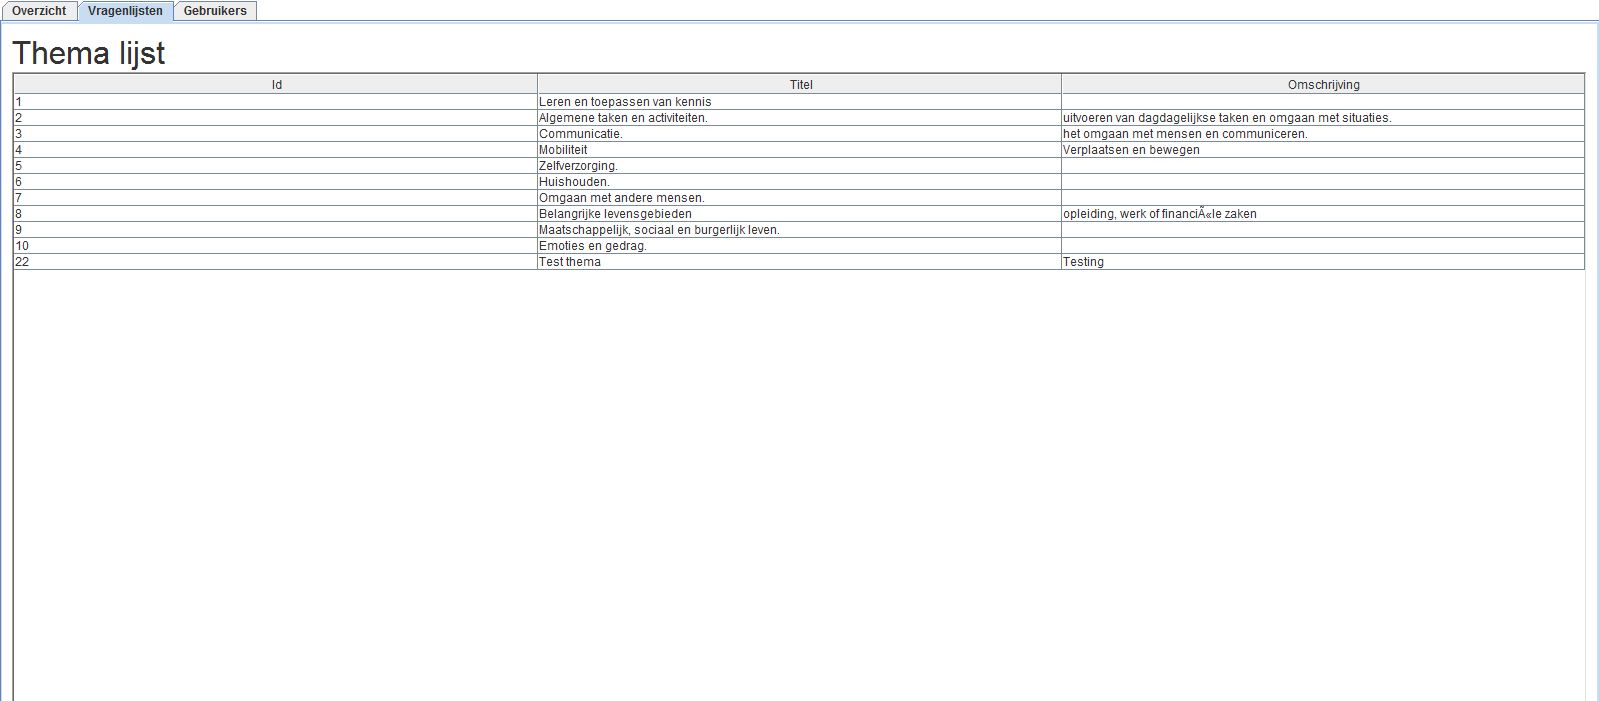 Overzicht Vragenlijsten Gebruikers
Thema lijst
Id Titel Omschrijving
1 Leren en toepassen van kennis
2 Algemene taken en activiteiten. uitvoeren van dagdagelijkse taken en omgaan met situaties.
3 Communicatie. het omgaan met mensen en communiceren.
4 Mobiliteit Verplaatsen en bewegen
5 Zelfverzorging.
6 Huishouden.
7 Omgaan met andere mensen.
8 Belangrijke levensgebieden opleiding, werk of financiÃ«le zaken
9 Maatschappelijk, sociaal en burgerlijk leven.
10 Emoties en gedrag.
22 Test thema Testing